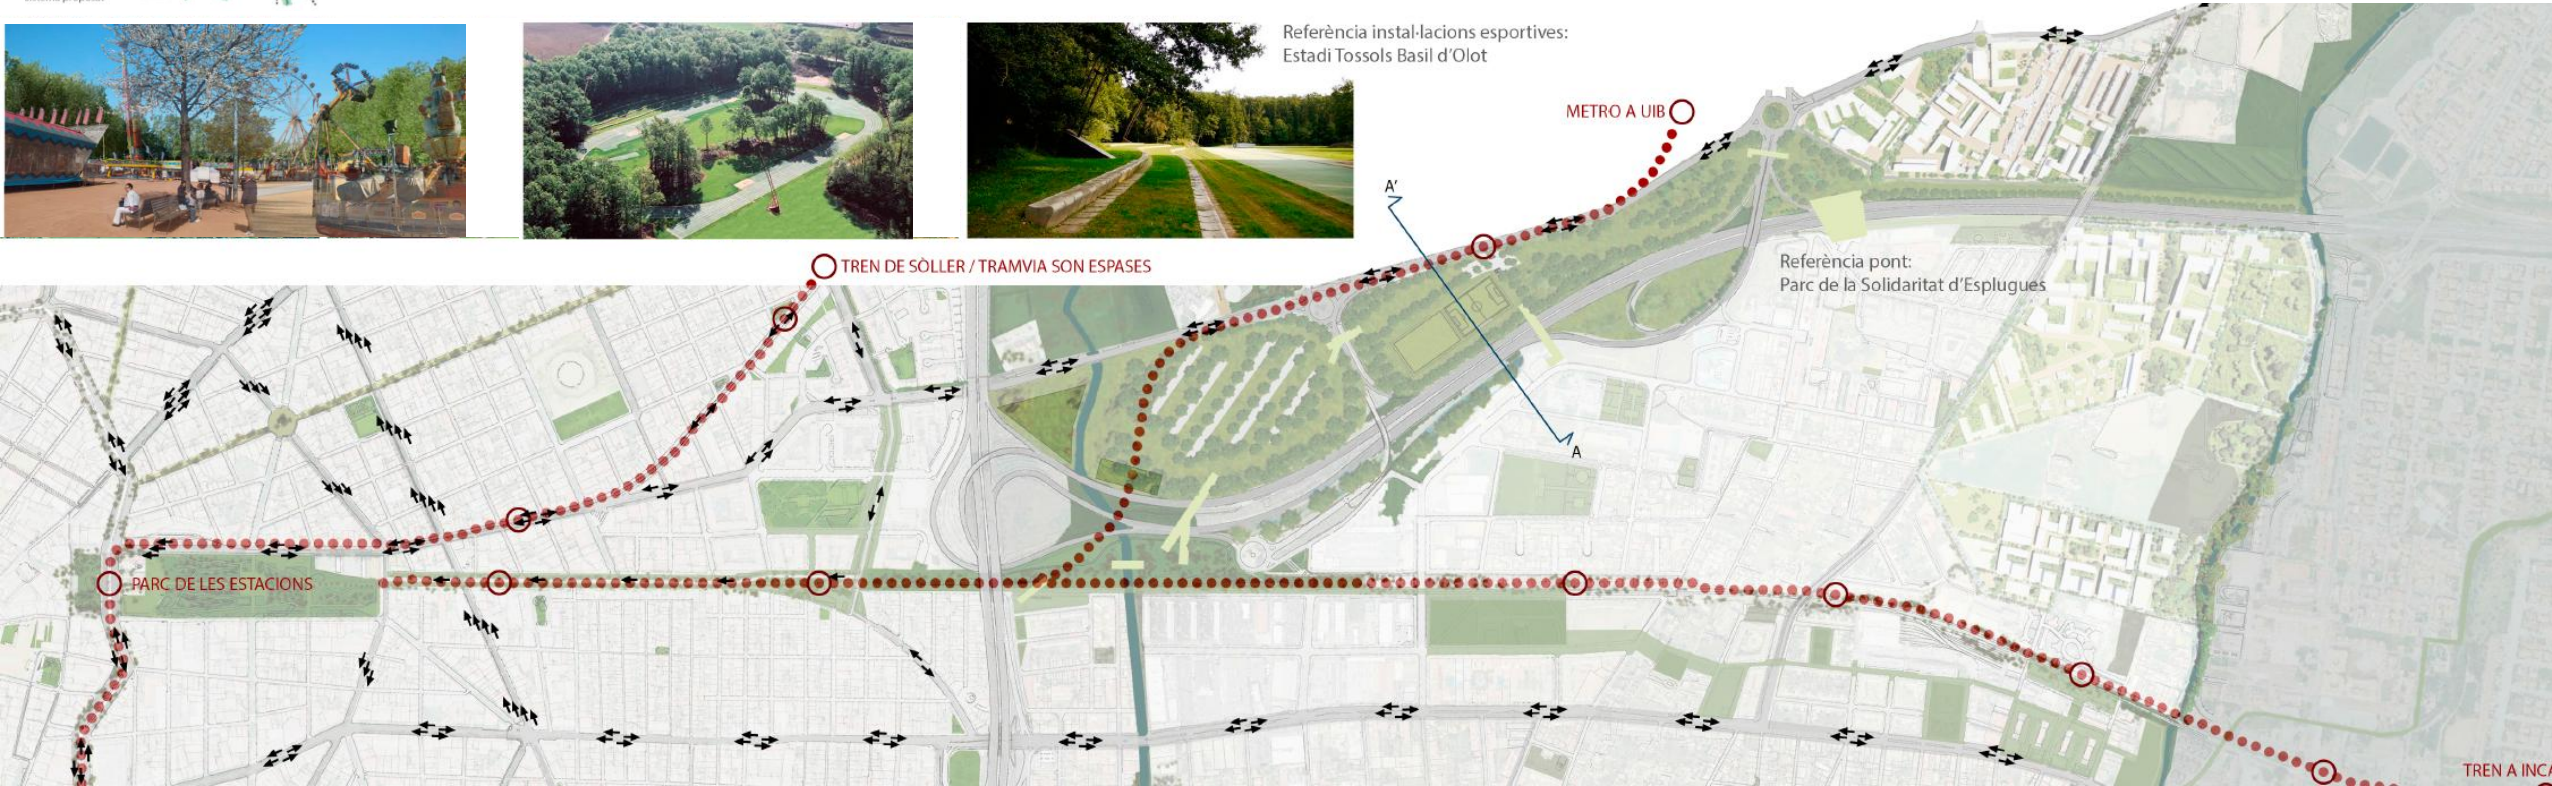 Referència instal·lacions esportives:
Estadi Tossols Basil d'Olot
METRO A UIB
A'
TREN DE SÒLLER / TRAMVIA SON ESPASES
Referència pont:
Parc de la Solidaritat d'Esplugues
A
PARC DE LES ESTACIONS
TREN A INCA